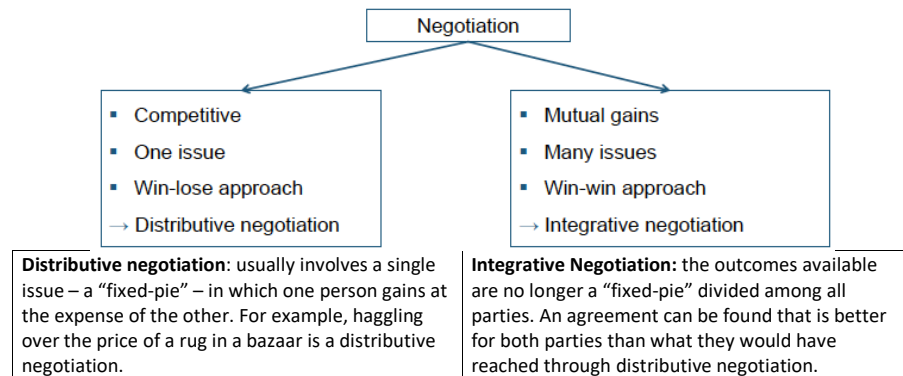 Negotiation
▪ Competitive
▪ One issue
▪ Win-lose approach
→ Distributive negotiation
▪ Mutual gains
▪ Many issues
▪ Win-win approach
→ Integrative negotiation
Distributive negotiation: usually involves a single
issue – a “fixed-pie” – in which one person gains at
the expense of the other. For example, haggling
over the price of a rug in a bazaar is a distributive
negotiation.
Integrative Negotiation: the outcomes available
are no longer a “fixed-pie” divided among all
parties. An agreement can be found that is better
for both parties than what they would have
reached through distributive negotiation.